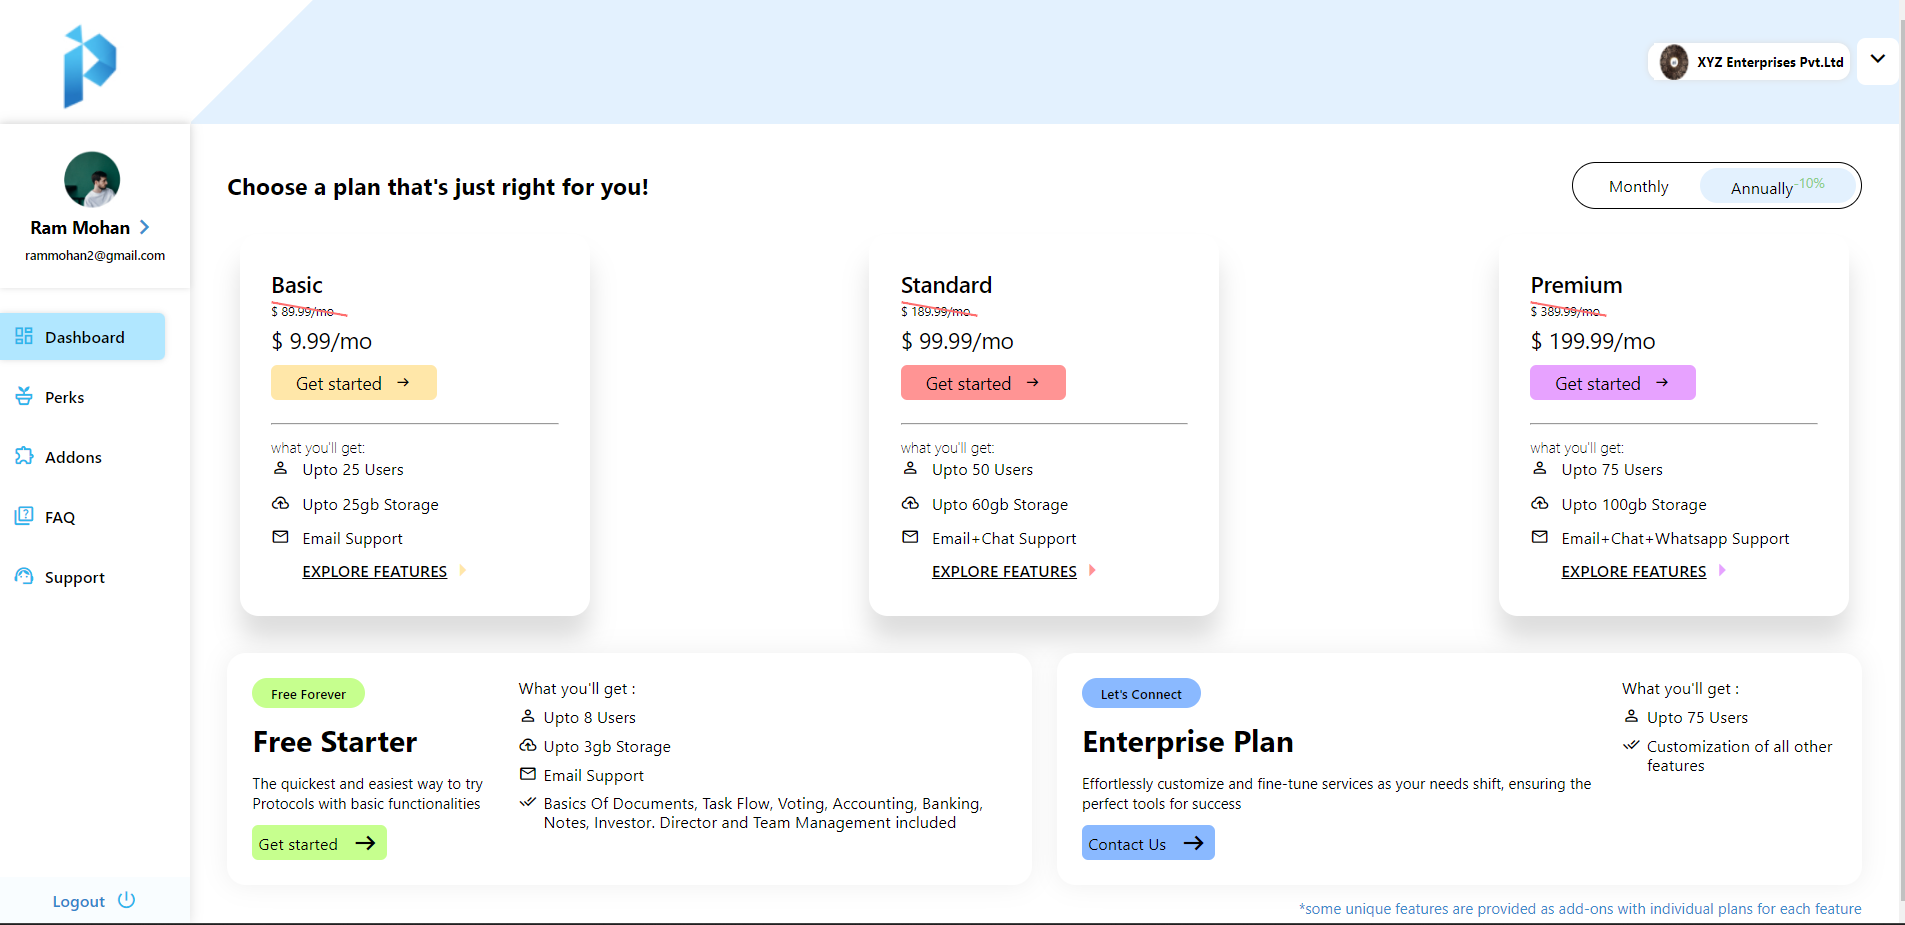 XYZ Enterprises Pvt.Ltd
Ram Mohan
rammohan2@gmail.com
Dashboard
Perks
Addons
FAQ
Support
Logout
Choose a plan that's just right for you!
Monthly
Annually -10%
Basic
$ 89.99/mo
$ 9.99/mo
Get started
what you'll get:
Upto 25 Users
Upto 25gb Storage
Email Support
EXPLORE FEATURES
Standard
$ 189.99/mo
$ 99.99/mo
Get started
what you'll get:
Upto 50 Users
Upto 60gb Storage
Email+Chat Support
EXPLORE FEATURES
Premium
$ 389.99/mo
$ 199.99/mo
Get started
what you'll get:
Upto 75 Users
Upto 100gb Storage
Email+Chat+Whatsapp Support
EXPLORE FEATURES
Free Forever
Free Starter
The quickest and easiest way to try
Protocols with basic functionalities
Get started
What you'll get :
Upto 8 Users
Upto 3gb Storage
Email Support
Basics Of Documents, Task Flow, Voting, Accounting, Banking,
Notes, Investor. Director and Team Management included
Let's Connect
Enterprise Plan
Effortlessly customize and fine-tune services as your needs shift, ensuring the
perfect tools for success
Contact Us
What you'll get :
Upto 75 Users
Customization of all other
features
*some unique features are provided as add-ons with individual plans for each feature